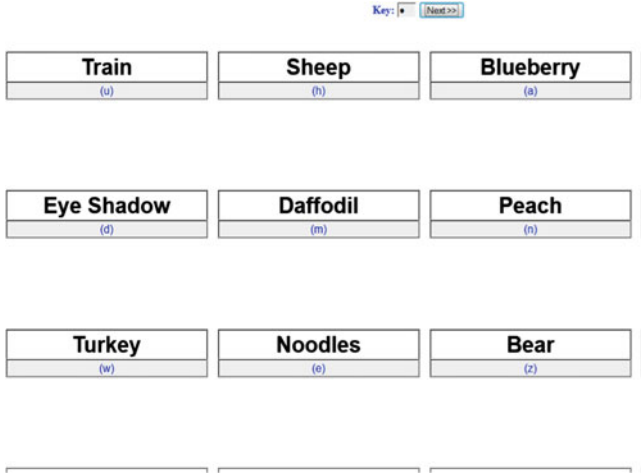 Key: Next >>
Train Sheep Blueberry
(u) (h) (a)
Eye Shadow Daffodil Peach
(d) (m) (n)
Turkey Noodles Bear
(w) (e) (z)